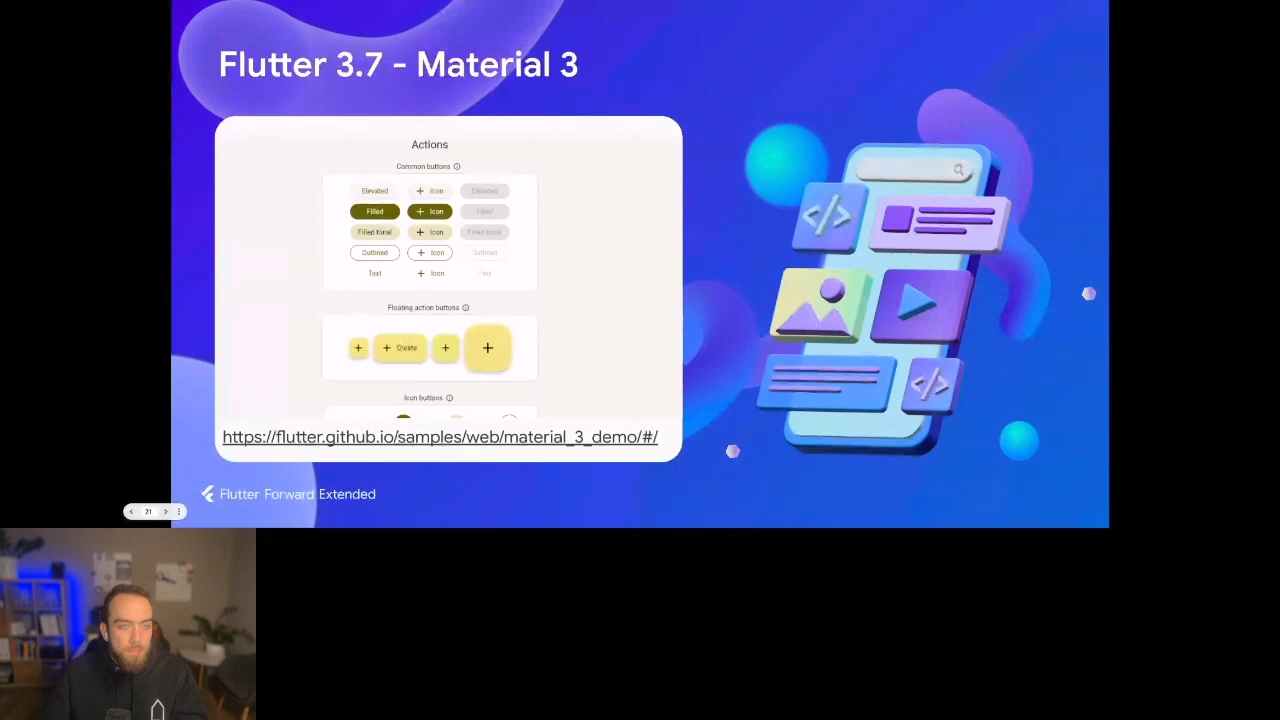 Flutter 3.7 - Material 3
Actions
Common buttons
Elevated + Icon Elevated
Filled + Icon Filled
Filled tonal + Icon Filled tonal
Outlined + Icon Outlined
Text + Icon Text
Floating action buttons
+ + Create + +
Icon buttons
https://flutter.github.io/samples/web/material_3_demo/#/
</>
</>
Flutter Forward Extended
21